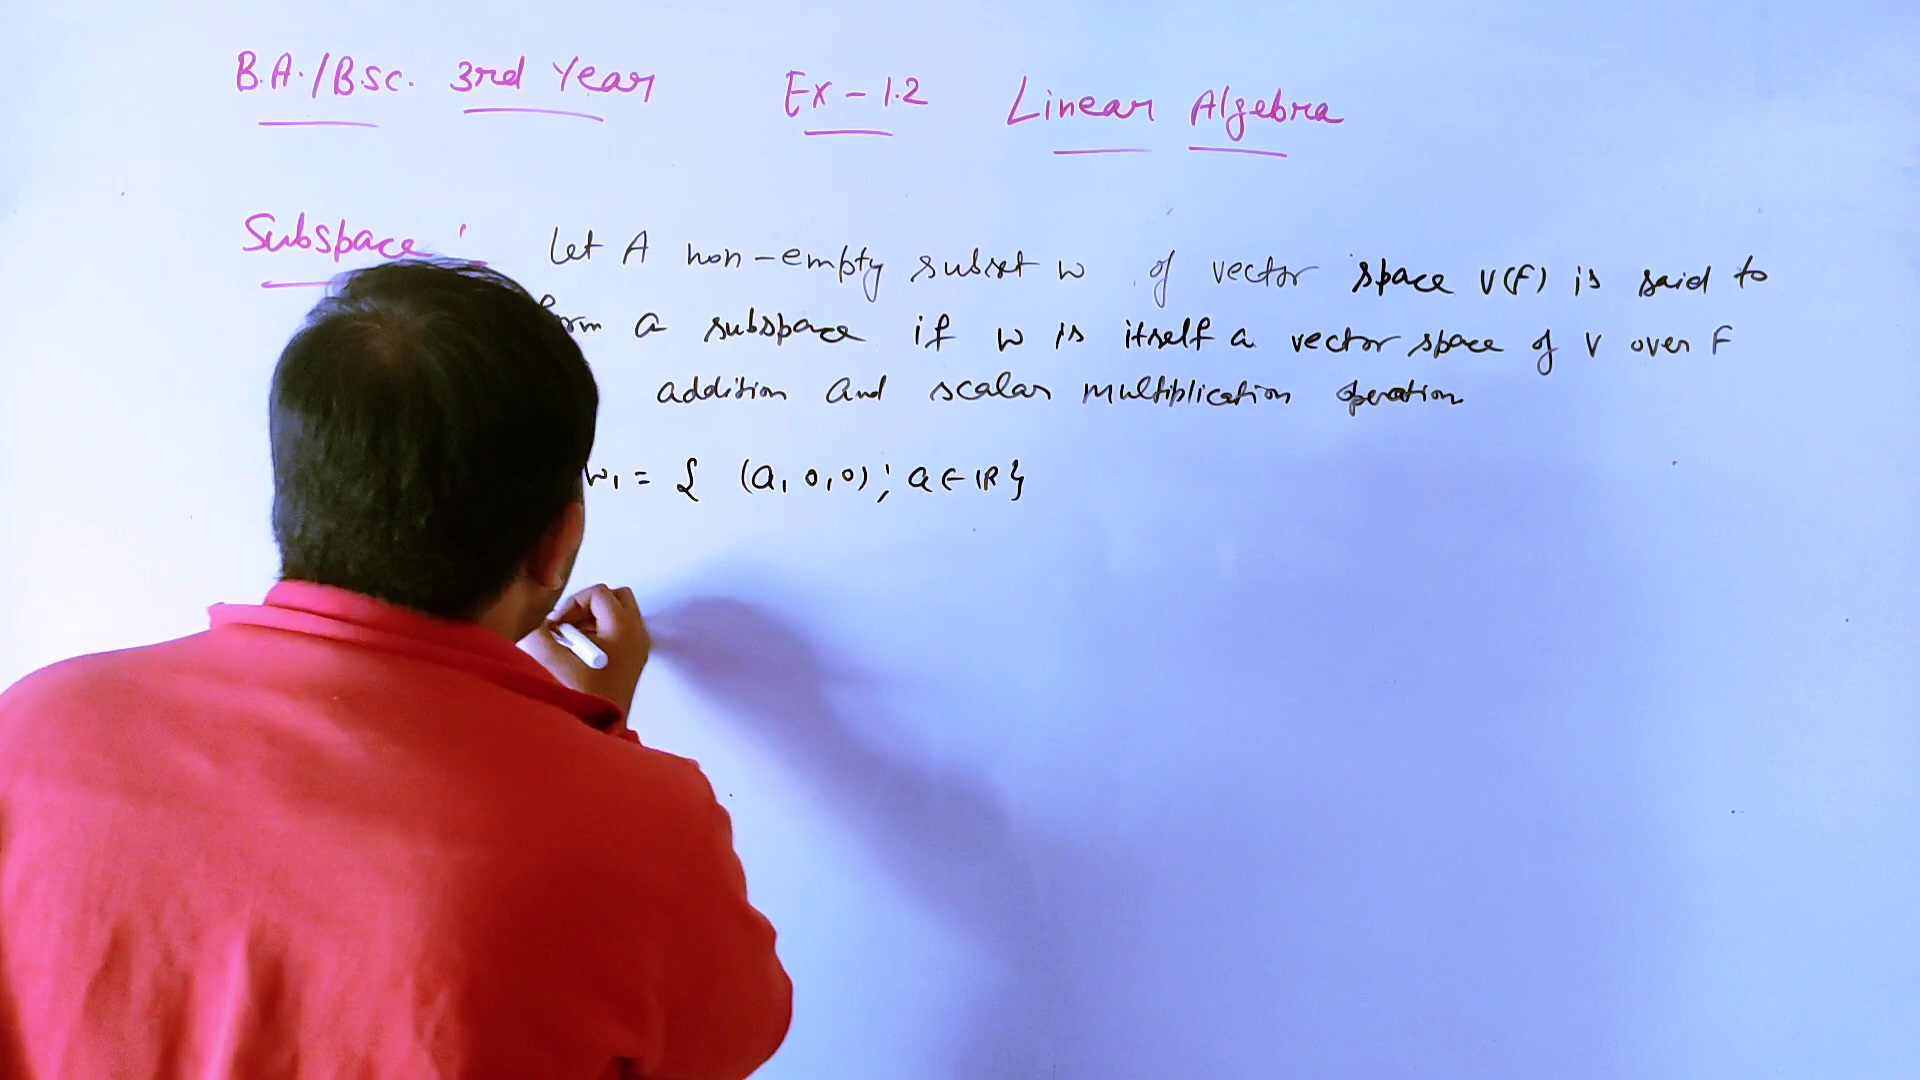 B.A./B.Sc. 3rd Year Ex - 1.2 Linear Algebra
Subspace : Let A non-empty subset W of vector space V(F) is said to
a subspace if W is itself a vector space of V over F
addition and scalar multiplication operation
W₁ = { (a, 0, 0) ; a ∈ IR }